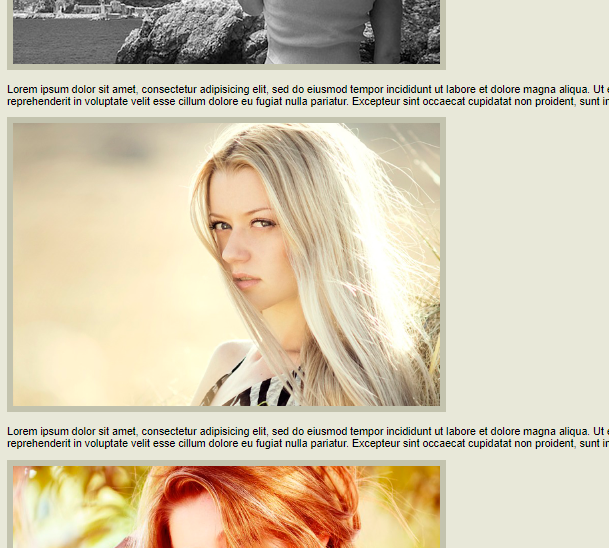 Lorem ipsum dolor sit amet, consectetur adipisicing elit, sed do eiusmod tempor incididunt ut labore et dolore magna aliqua. Ut
reprehenderit in voluptate velit esse cillum dolore eu fugiat nulla pariatur. Excepteur sint occaecat cupidatat non proident, sunt in
Lorem ipsum dolor sit amet, consectetur adipisicing elit, sed do eiusmod tempor incididunt ut labore et dolore magna aliqua. Ut
reprehenderit in voluptate velit esse cillum dolore eu fugiat nulla pariatur. Excepteur sint occaecat cupidatat non proident, sunt in